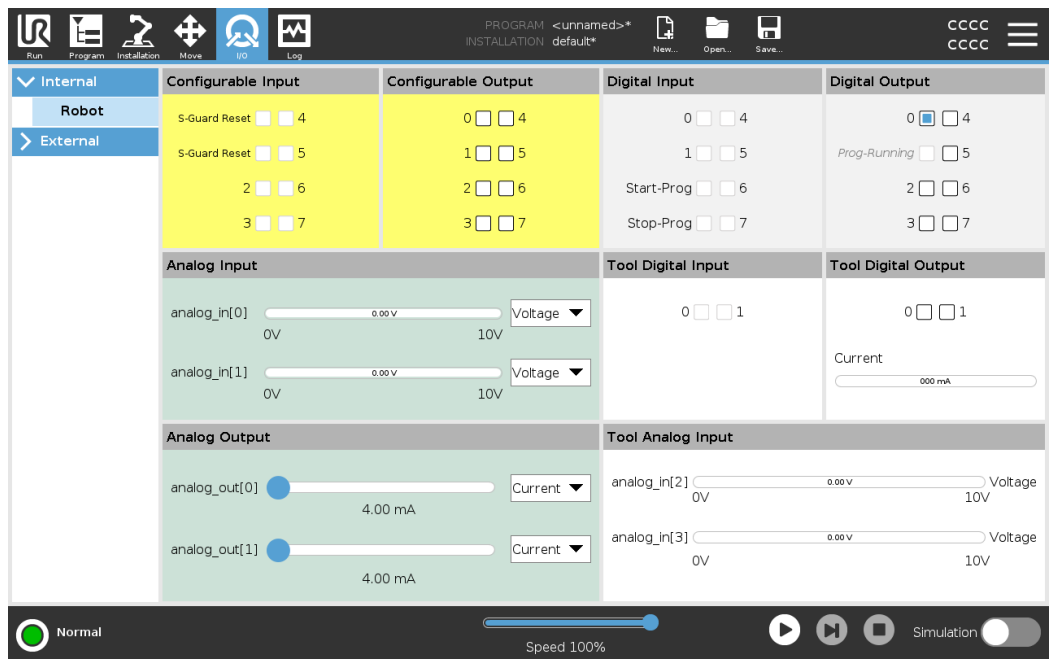 PROGRAM <unnamed>*
INSTALLATION default*
CCCC
CCCC
Run Program Installation Move I/O Log New... Open... Save...
Internal
Robot
External
Configurable Input Configurable Output Digital Input Digital Output
S-Guard Reset 4 0 4 0 4 0 4
S-Guard Reset 5 1 5 1 5 Prog-Running 5
2 6 2 6 Start-Prog 6 2 6
3 7 3 7 Stop-Prog 7 3 7
Analog Input Tool Digital Input Tool Digital Output
analog_in[0] 0.00 V Voltage 0 1 0 1
0V 10V
Current
analog_in[1] 0.00 V Voltage 000 mA
0V 10V
Analog Output Tool Analog Input
analog_out[0] Current analog_in[2] 0.00 V Voltage
4.00 mA 0V 10V
analog_out[1] Current analog_in[3] 0.00 V Voltage
4.00 mA 0V 10V
Normal Speed 100% Simulation